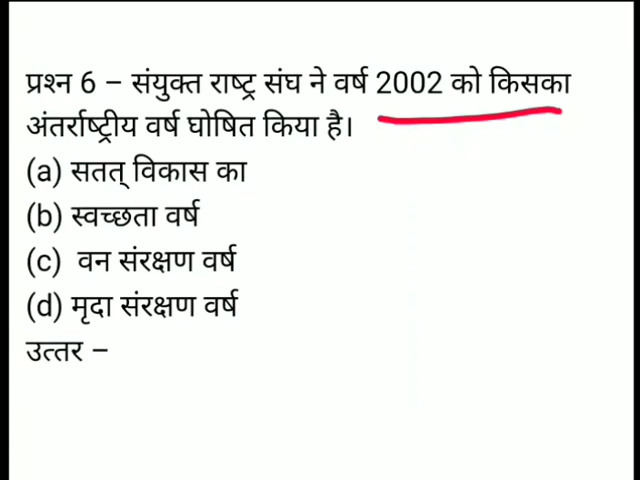 प्रश्न 6 – संयुक्त राष्ट्र संघ ने वर्ष 2002 को किसका
अंतर्राष्ट्रीय वर्ष घोषित किया है।
(a) सतत् विकास का
(b) स्वच्छता वर्ष
(c) वन संरक्षण वर्ष
(d) मृदा संरक्षण वर्ष
उत्तर –